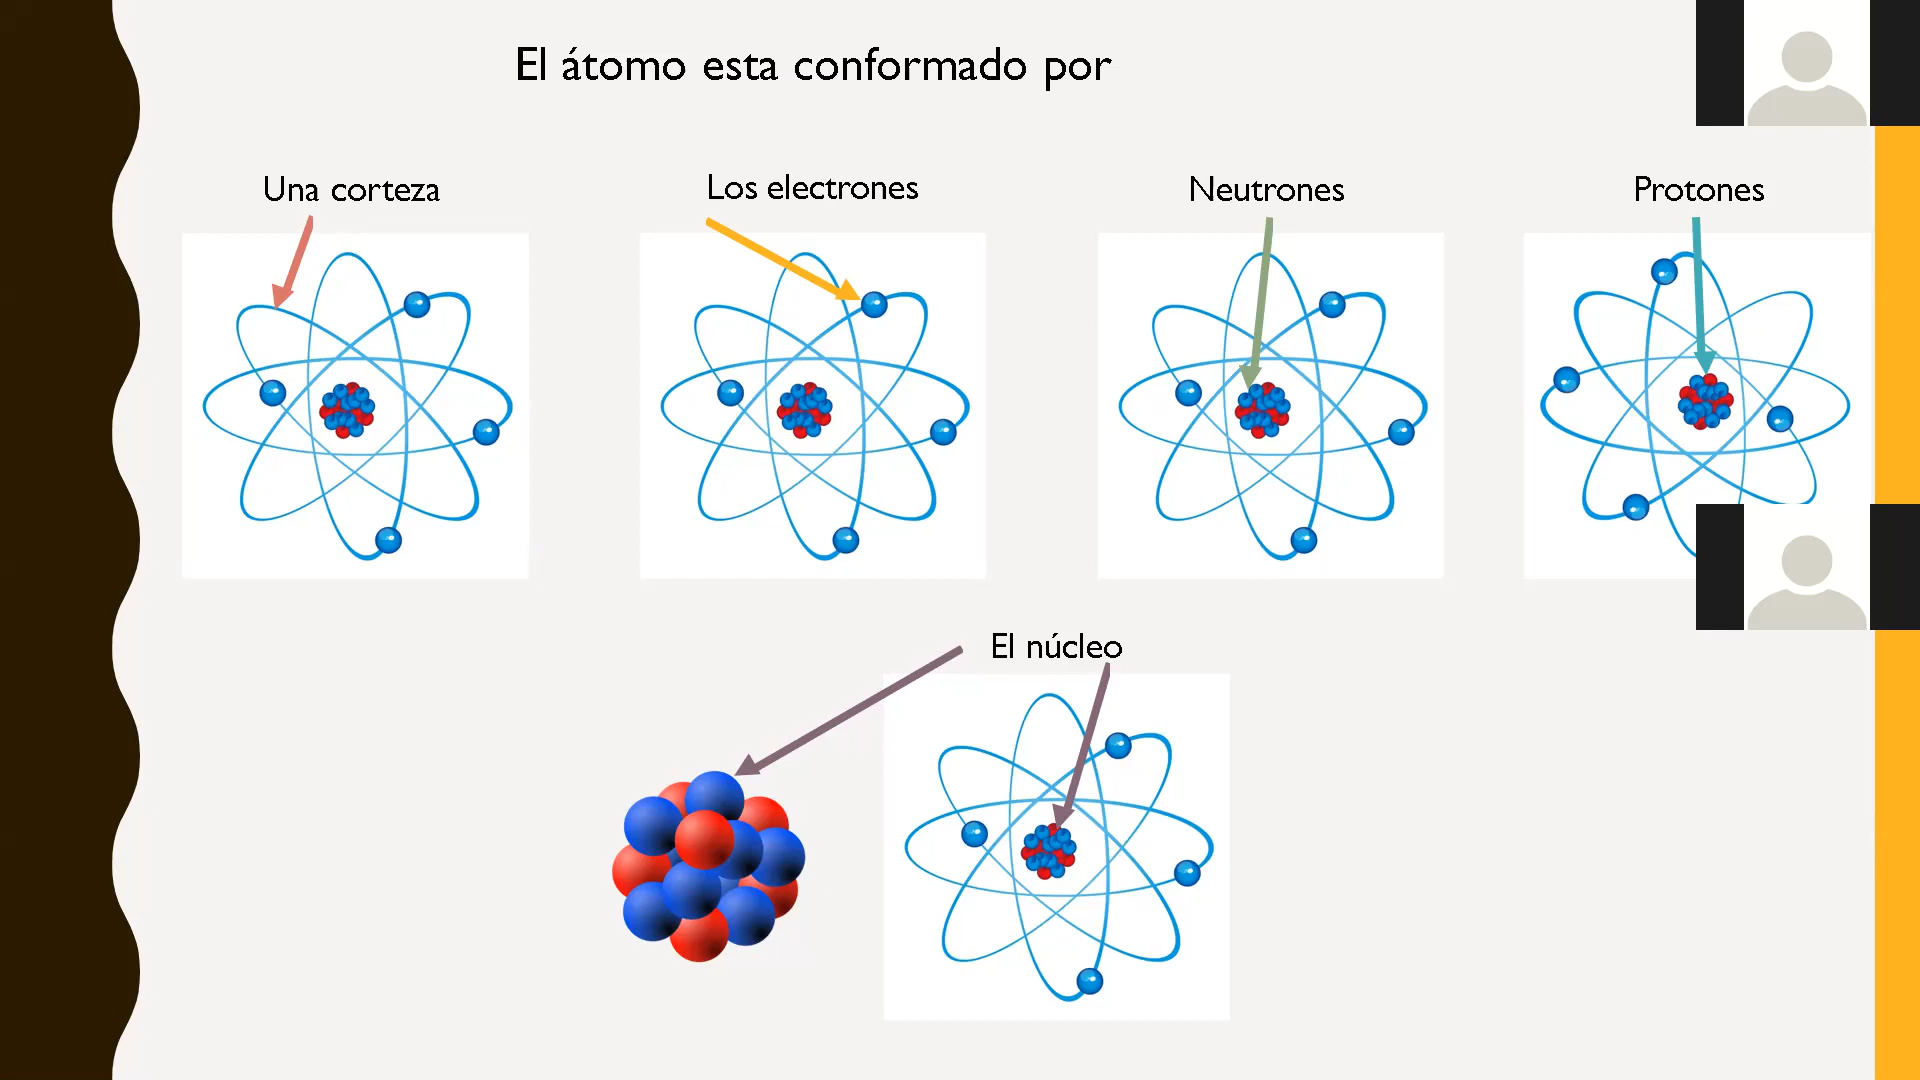 El átomo esta conformado por
Una corteza
Los electrones
Neutrones
Protones
El núcleo